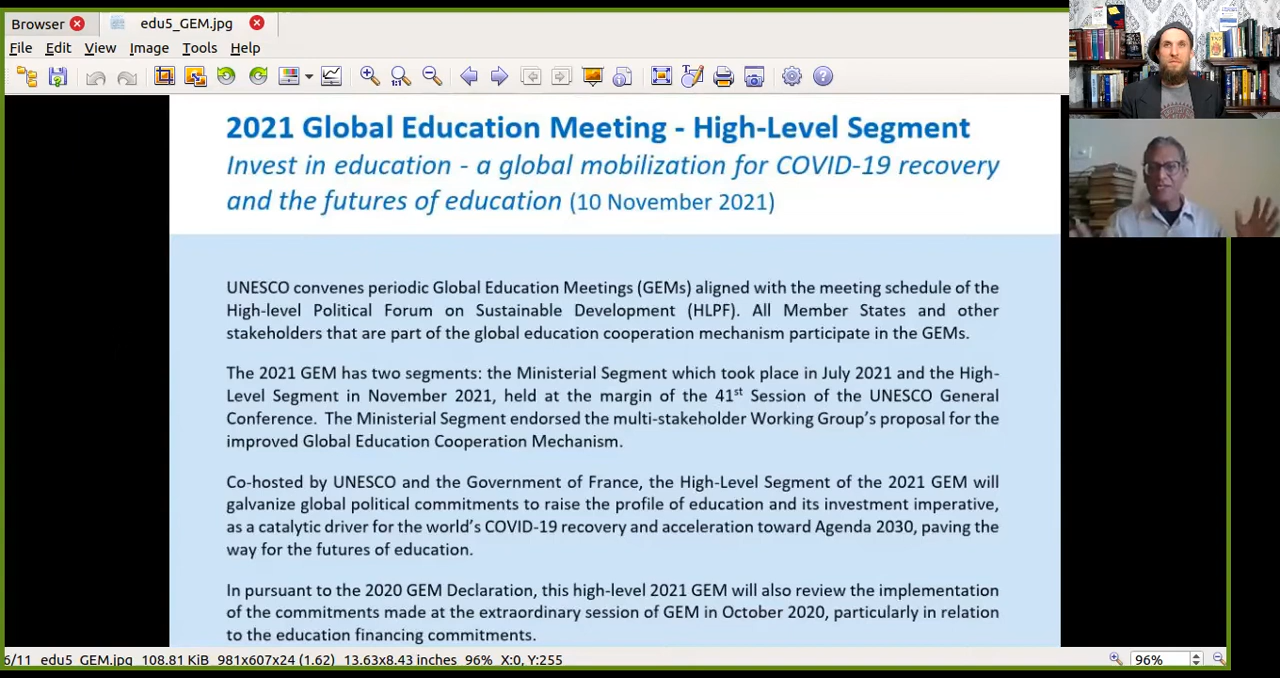 Browser
edu5_GEM.jpg
File Edit View Image Tools Help
2021 Global Education Meeting - High-Level Segment
Invest in education - a global mobilization for COVID-19 recovery
and the futures of education (10 November 2021)
UNESCO convenes periodic Global Education Meetings (GEMs) aligned with the meeting schedule of the
High-level Political Forum on Sustainable Development (HLPF). All Member States and other
stakeholders that are part of the global education cooperation mechanism participate in the GEMs.
The 2021 GEM has two segments: the Ministerial Segment which took place in July 2021 and the High-
Level Segment in November 2021, held at the margin of the 41st Session of the UNESCO General
Conference. The Ministerial Segment endorsed the multi-stakeholder Working Group's proposal for the
improved Global Education Cooperation Mechanism.
Co-hosted by UNESCO and the Government of France, the High-Level Segment of the 2021 GEM will
galvanize global political commitments to raise the profile of education and its investment imperative,
as a catalytic driver for the world's COVID-19 recovery and acceleration toward Agenda 2030, paving the
way for the futures of education.
In pursuant to the 2020 GEM Declaration, this high-level 2021 GEM will also review the implementation
of the commitments made at the extraordinary session of GEM in October 2020, particularly in relation
to the education financing commitments.
6/11 edu5_GEM.jpg 108.81 KiB 981x607x24 (1.62) 13.63x8.43 inches 96% X:0, Y:255
96%